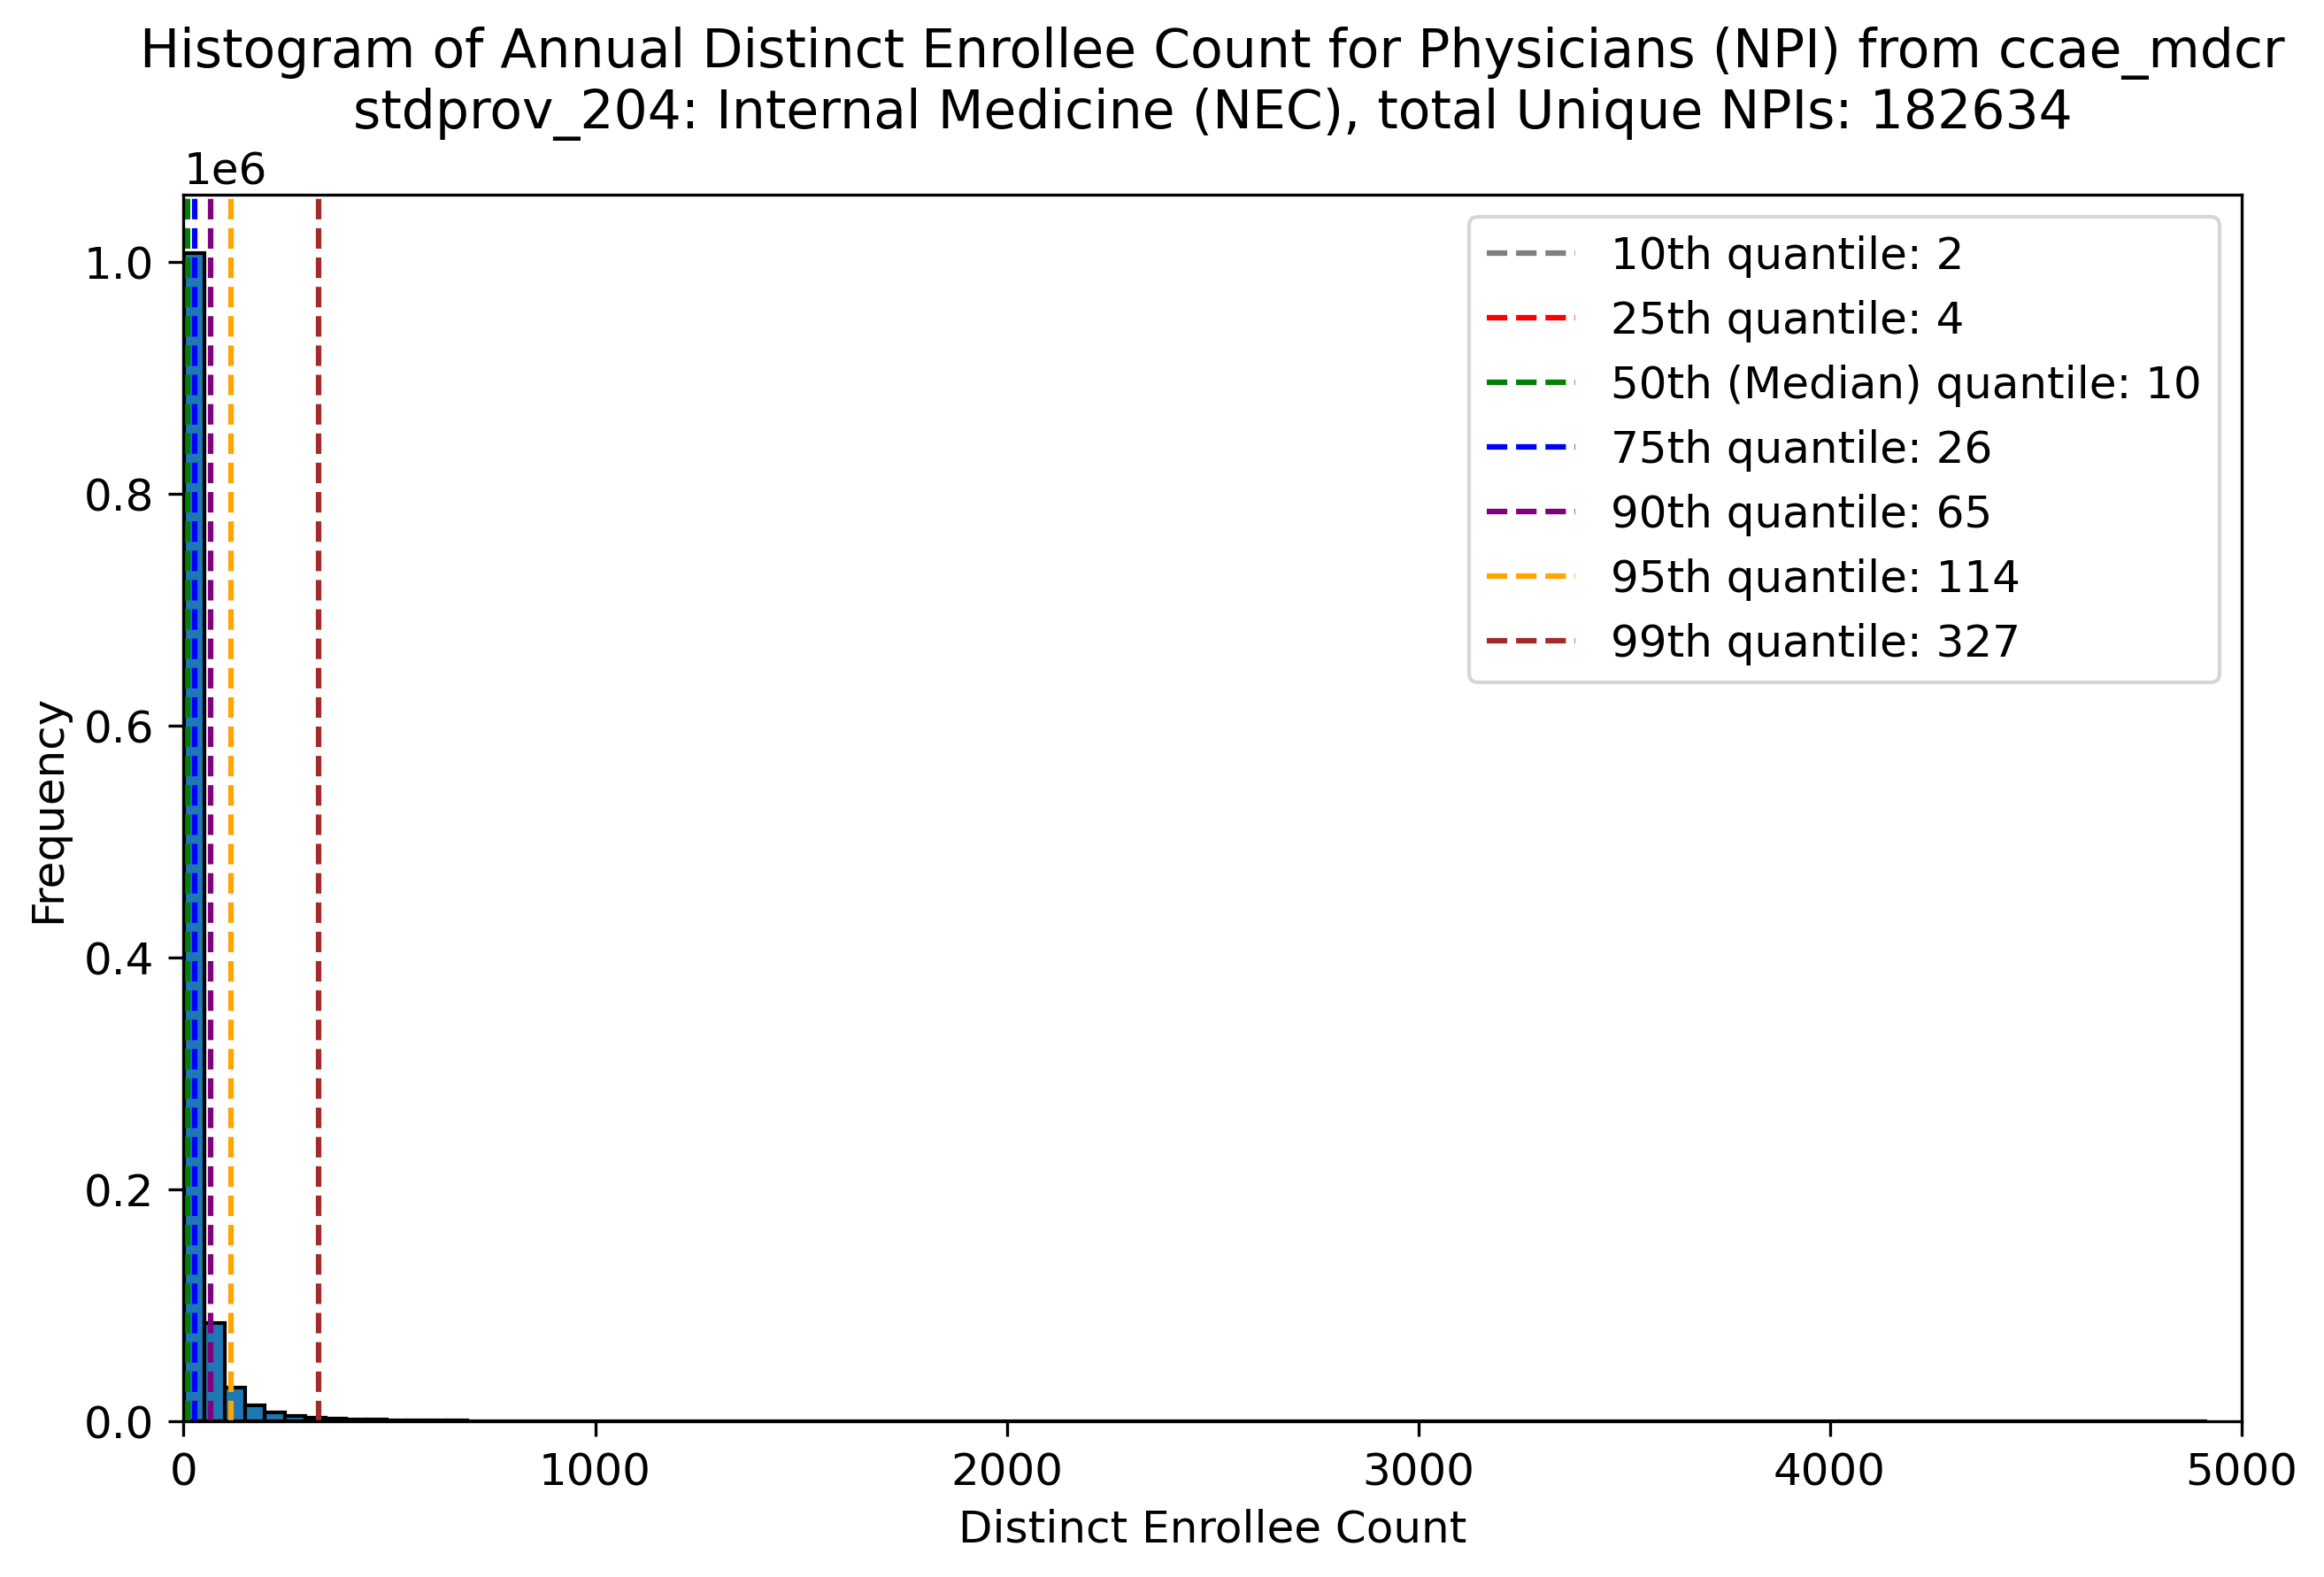 Histogram of Annual Distinct Enrollee Count for Physicians (NPI) from ccae_mdcr
stdprov_204: Internal Medicine (NEC), total Unique NPIs: 182634
1e6
10th quantile: 2
25th quantile: 4
50th (Median) quantile: 10
75th quantile: 26
90th quantile: 65
95th quantile: 114
99th quantile: 327
Frequency
1.0
0.8
0.6
0.4
0.2
0.0
0 1000 2000 3000 4000 5000
Distinct Enrollee Count